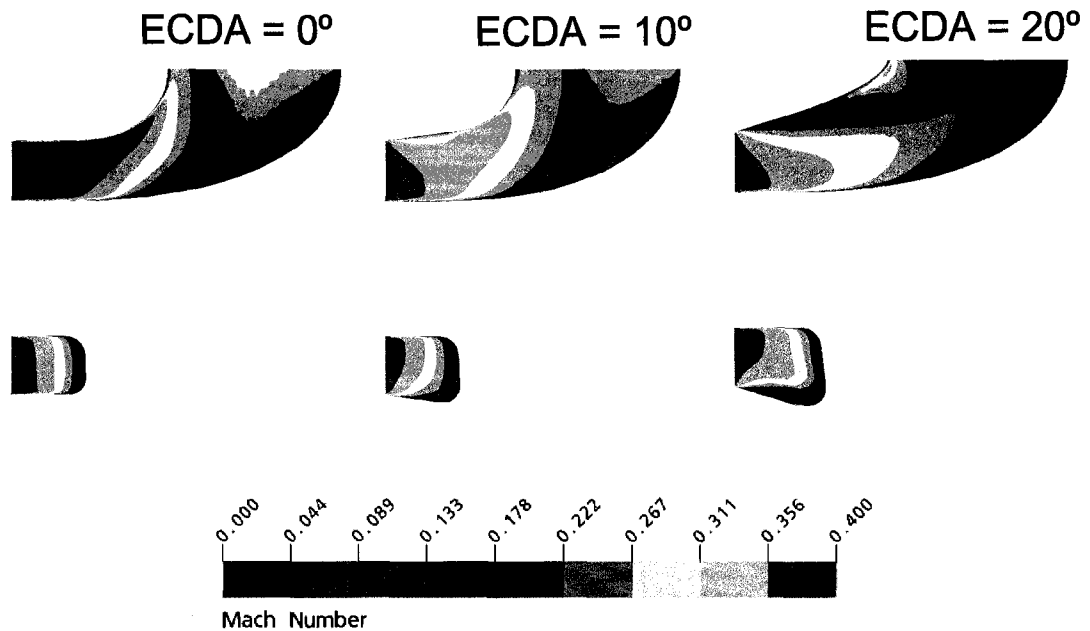 ECDA = 0º
ECDA = 10º
ECDA = 20º
0.000
0.044
0.089
0.133
0.178
0.222
0.267
0.311
0.356
0.400
Mach Number